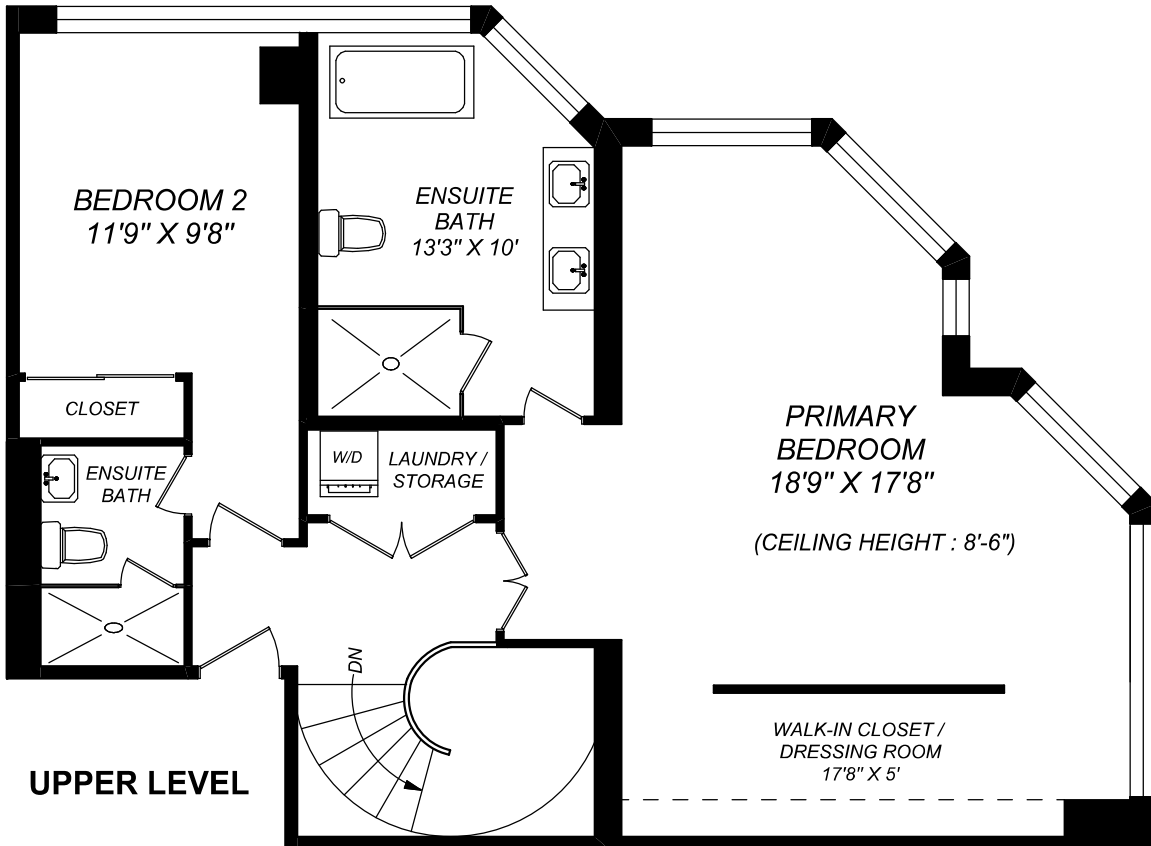 BEDROOM 2
11'9" X 9'8"
ENSUITE
BATH
13'3" X 10'
CLOSET
ENSUITE
BATH
W/D
LAUNDRY /
STORAGE
PRIMARY
BEDROOM
18'9" X 17'8"
(CEILING HEIGHT : 8'-6")
DN
WALK-IN CLOSET /
DRESSING ROOM
17'8" X 5'
UPPER LEVEL